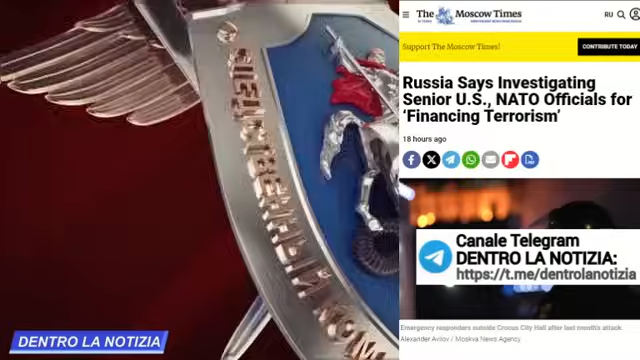 The Moscow Times
RU
Support The Moscow Times!
CONTRIBUTE TODAY
Russia Says Investigating
Senior U.S., NATO Officials for
‘Financing Terrorism’
18 hours ago
Canale Telegram
DENTRO LA NOTIZIA:
https://t.me/dentrolanotizia
Emergency responders outside Crocus City Hall after last month's attack.
Alexander Avilov / Moskva News Agency
СЛЕДСТВЕННЫЙ КОМ
DENTRO LA NOTIZIA